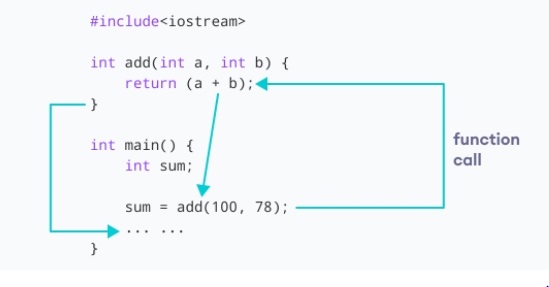 #include<iostream>
int add(int a, int b) {
return (a + b);
}
int main() {
int sum;
sum = add(100, 78);
... ...
}
function
call